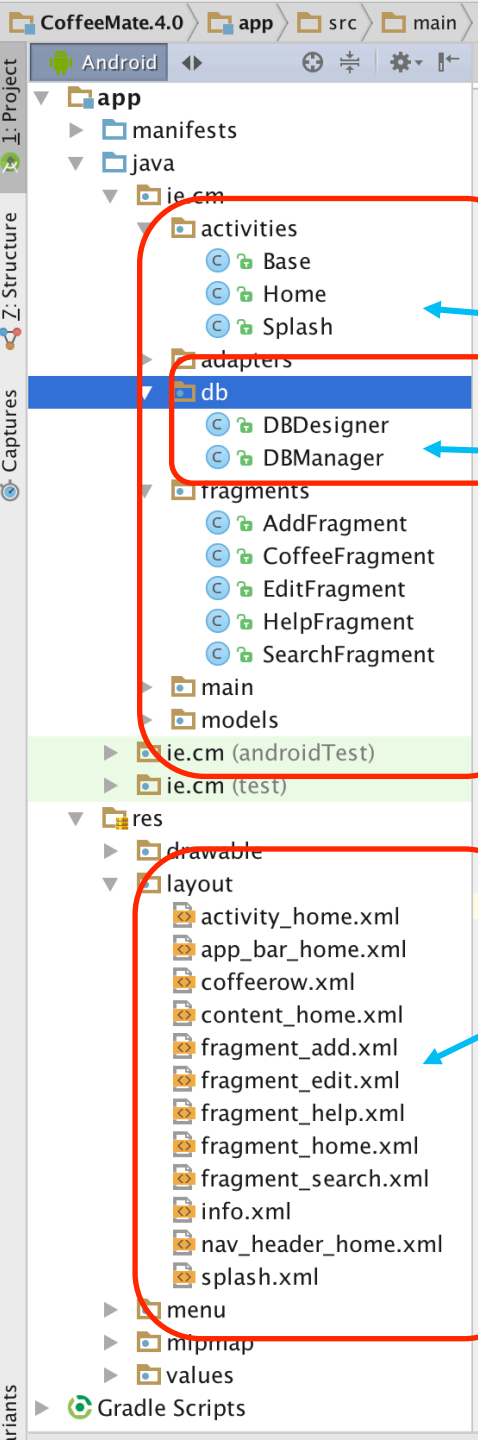 CoffeeMate.4.0 app src main
Android
1: Project
Z: Structure
Captures
app
manifests
java
ie.cm
activities
Base
Home
Splash
adapters
db
DBDesigner
DBManager
fragments
AddFragment
CoffeeFragment
EditFragment
HelpFragment
SearchFragment
main
models
ie.cm (androidTest)
ie.cm (test)
res
drawable
layout
activity_home.xml
app_bar_home.xml
coffeerow.xml
content_home.xml
fragment_add.xml
fragment_edit.xml
fragment_help.xml
fragment_home.xml
fragment_search.xml
info.xml
nav_header_home.xml
splash.xml
menu
mipmap
values
Gradle Scripts